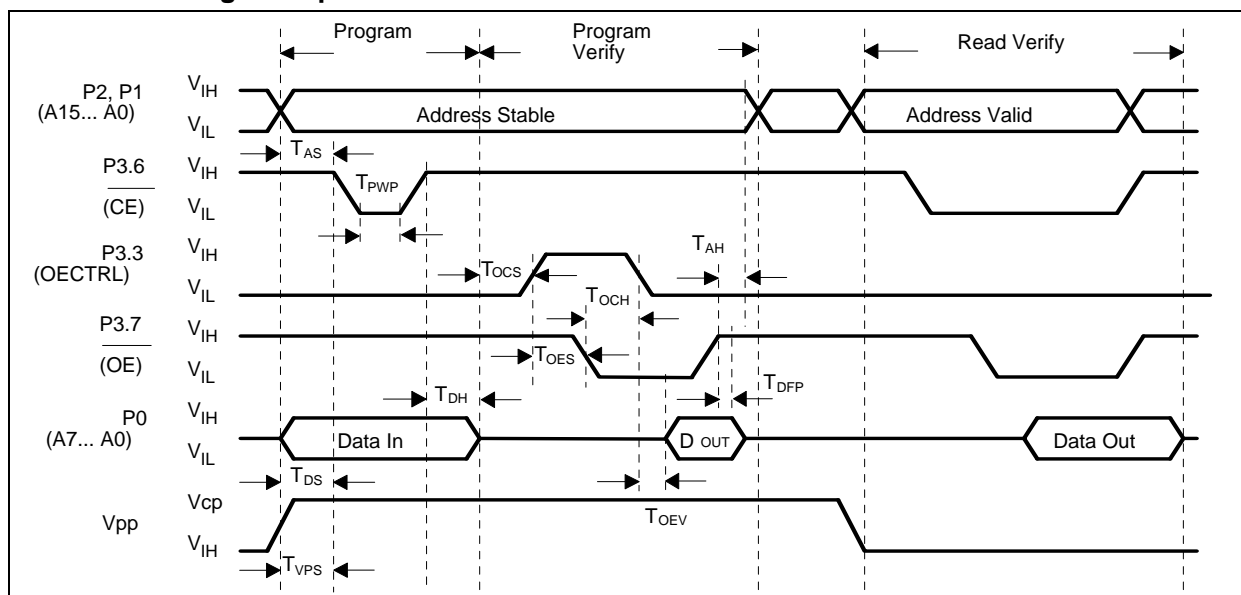 Program
Program
Verify
Read Verify
P2, P1
(A15... A0)
VIH
VIL
Address Stable
Address Valid
TAS
P3.6
(CE)
VIH
VIL
TPWP
P3.3
(OECTRL)
VIH
VIL
TOCS
TAH
TOCH
P3.7
(OE)
VIH
VIL
TOES
TDFP
TDH
P0
(A7... A0)
VIH
VIL
Data In
D OUT
Data Out
TDS
Vpp
Vcp
VIH
TOEV
TVPS